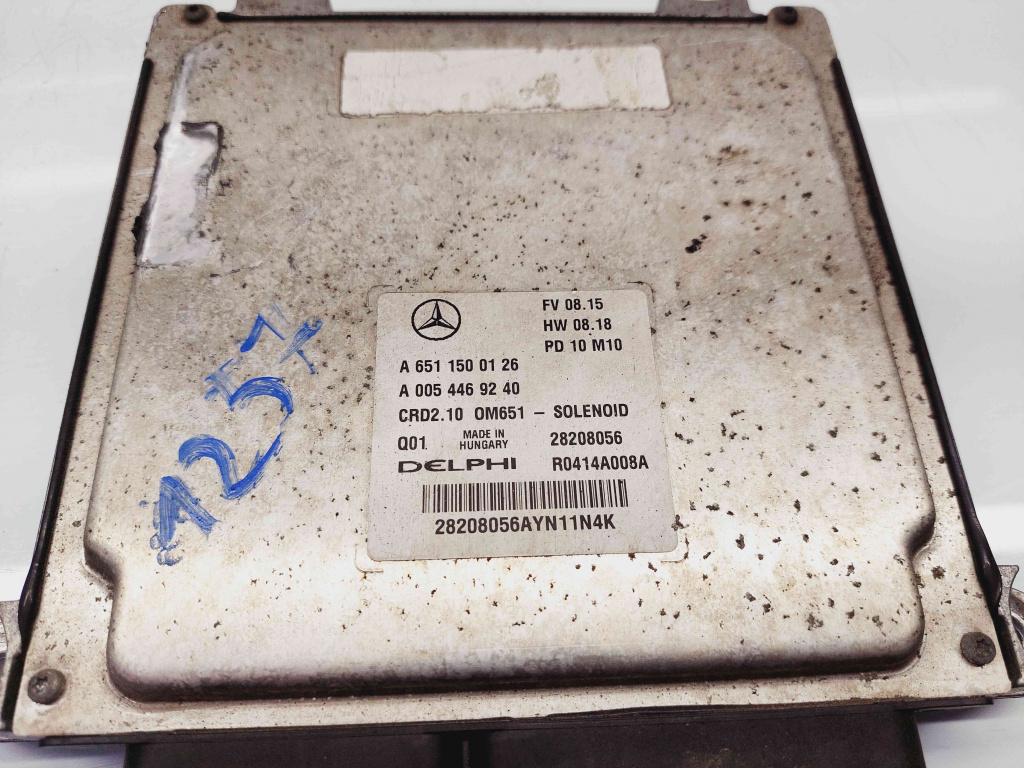 FV 08.15
HW 08.18
PD 10 M10
A 651 150 01 26
A 005 446 92 40
CRD2.10 OM651 – SOLENOID
Q01 MADE IN HUNGARY 28208056
DELPHI R0414A008A
28208056AYN11N4K